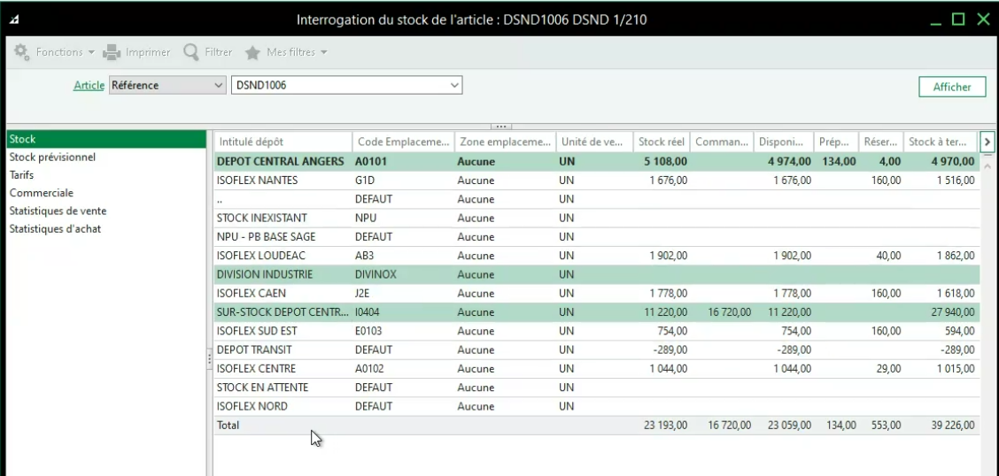 Interrogation du stock de l'article : DSND1006 DSND 1/210
Fonctions Imprimer Filtrer Mes filtres
Article Référence DSND1006 Afficher
Stock
Stock prévisionnel
Tarifs
Commerciale
Statistiques de vente
Statistiques d'achat
Intitulé dépôt Code Emplaceme... Zone emplaceme... Unité de ve... Stock réel Comman... Disponi... Prép... Réser... Stock à ter...
DEPOT CENTRAL ANGERS A0101 Aucune UN 5 108,00 4 974,00 134,00 4,00 4 970,00
ISOFLEX NANTES G1D Aucune UN 1 676,00 1 676,00 160,00 1 516,00
.. DEFAUT Aucune UN
STOCK INEXISTANT NPU Aucune UN
NPU - PB BASE SAGE DEFAUT Aucune UN
ISOFLEX LOUDEAC AB3 Aucune UN 1 902,00 1 902,00 40,00 1 862,00
DIVISION INDUSTRIE DIVINOX Aucune UN
ISOFLEX CAEN J2E Aucune UN 1 778,00 1 778,00 160,00 1 618,00
SUR-STOCK DEPOT CENTR... I0404 Aucune UN 11 220,00 16 720,00 11 220,00 27 940,00
ISOFLEX SUD EST E0103 Aucune UN 754,00 754,00 160,00 594,00
DEPOT TRANSIT DEFAUT Aucune UN -289,00 -289,00 -289,00
ISOFLEX CENTRE A0102 Aucune UN 1 044,00 1 044,00 29,00 1 015,00
STOCK EN ATTENTE DEFAUT Aucune UN
ISOFLEX NORD DEFAUT Aucune UN
Total 23 193,00 16 720,00 23 059,00 134,00 553,00 39 226,00